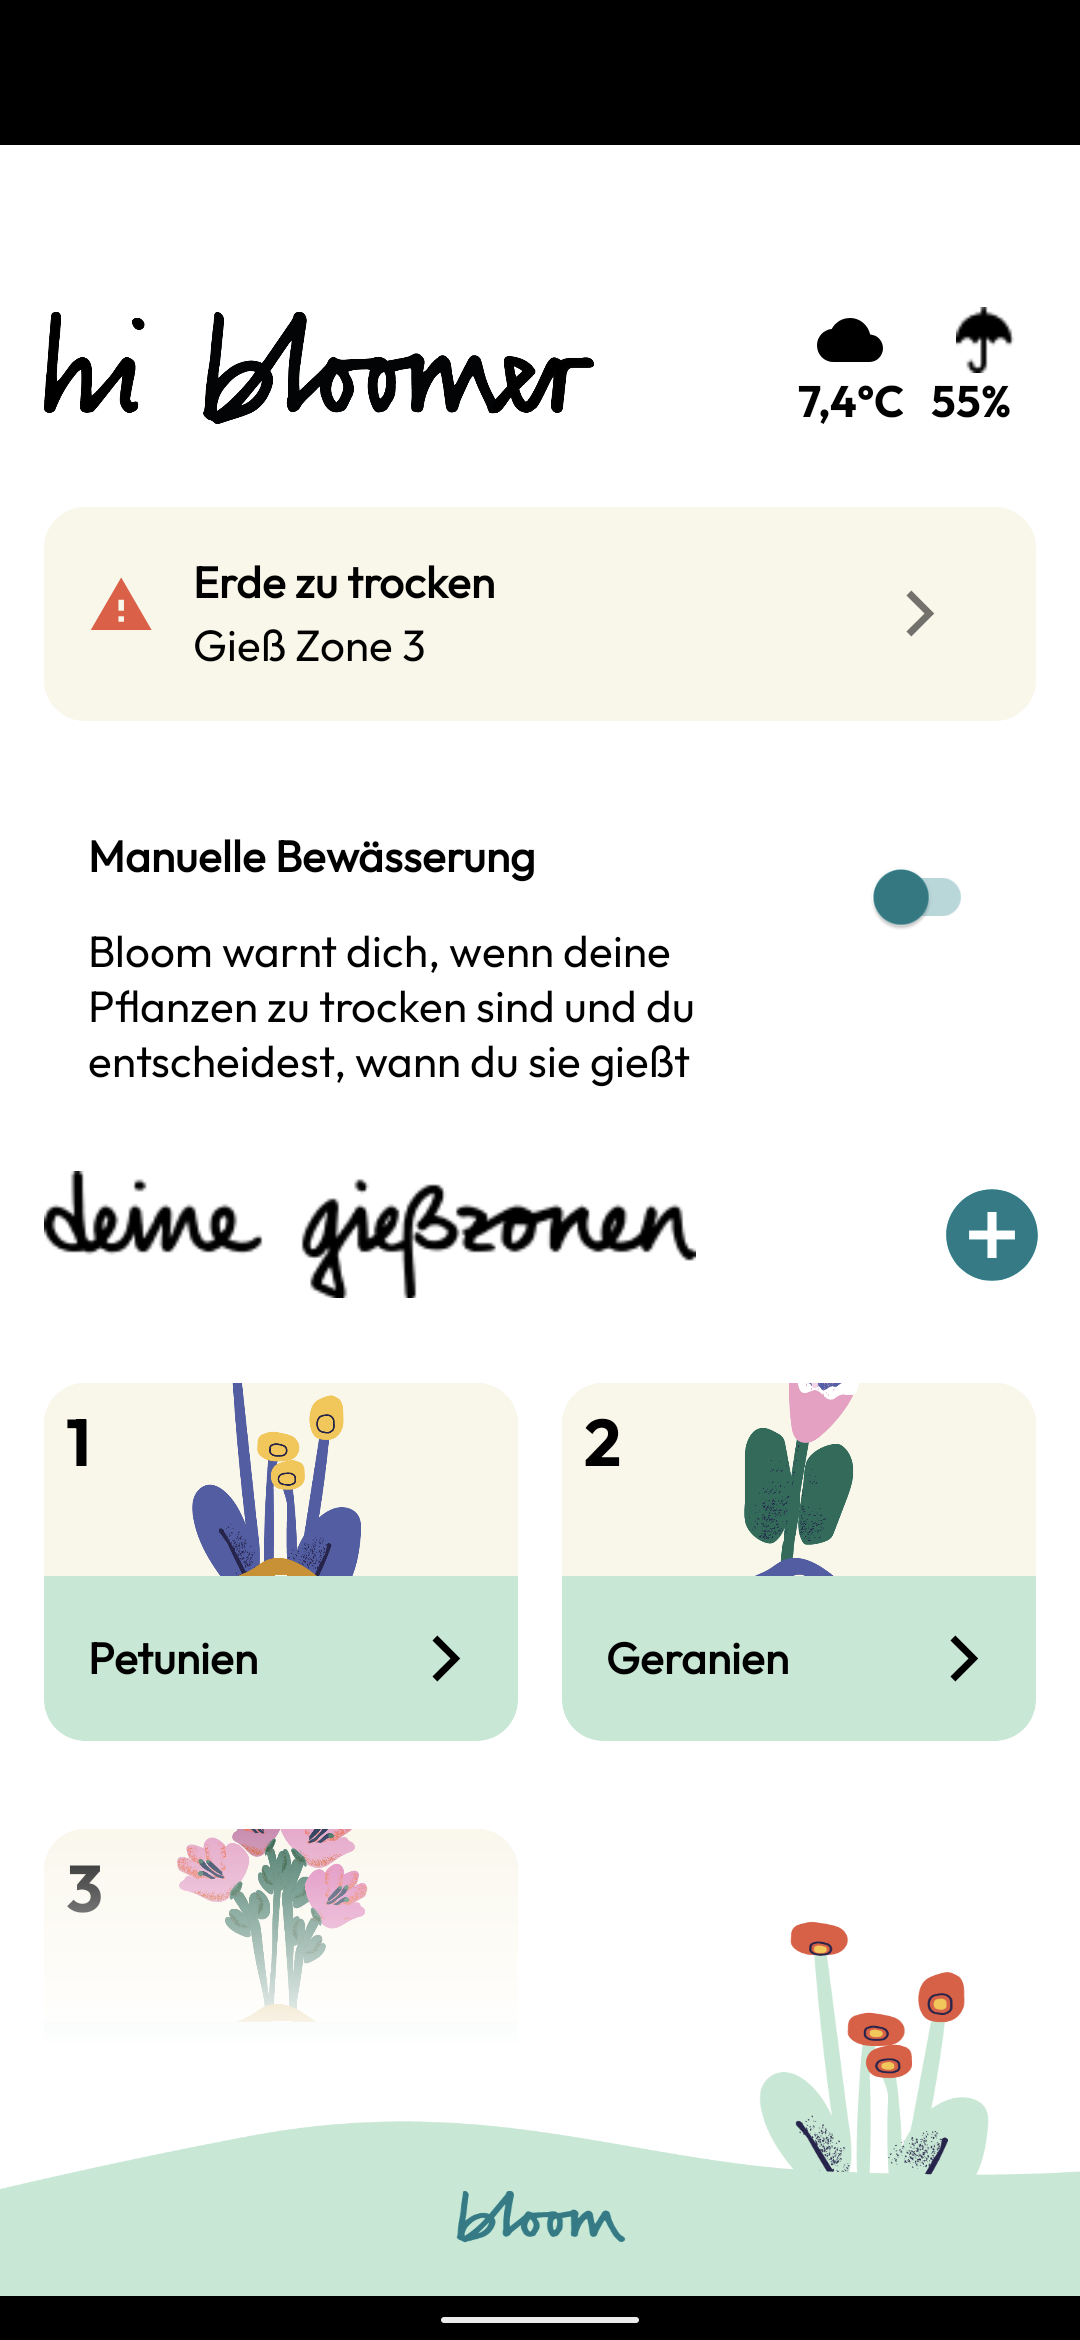 hi bloomer
7,4°C 55%
Erde zu trocken
Gieß Zone 3
Manuelle Bewässerung
Bloom warnt dich, wenn deine
Pflanzen zu trocken sind und du
entscheidest, wann du sie gießt
deine gießzonen
1
2
Petunien
Geranien
3
bloom